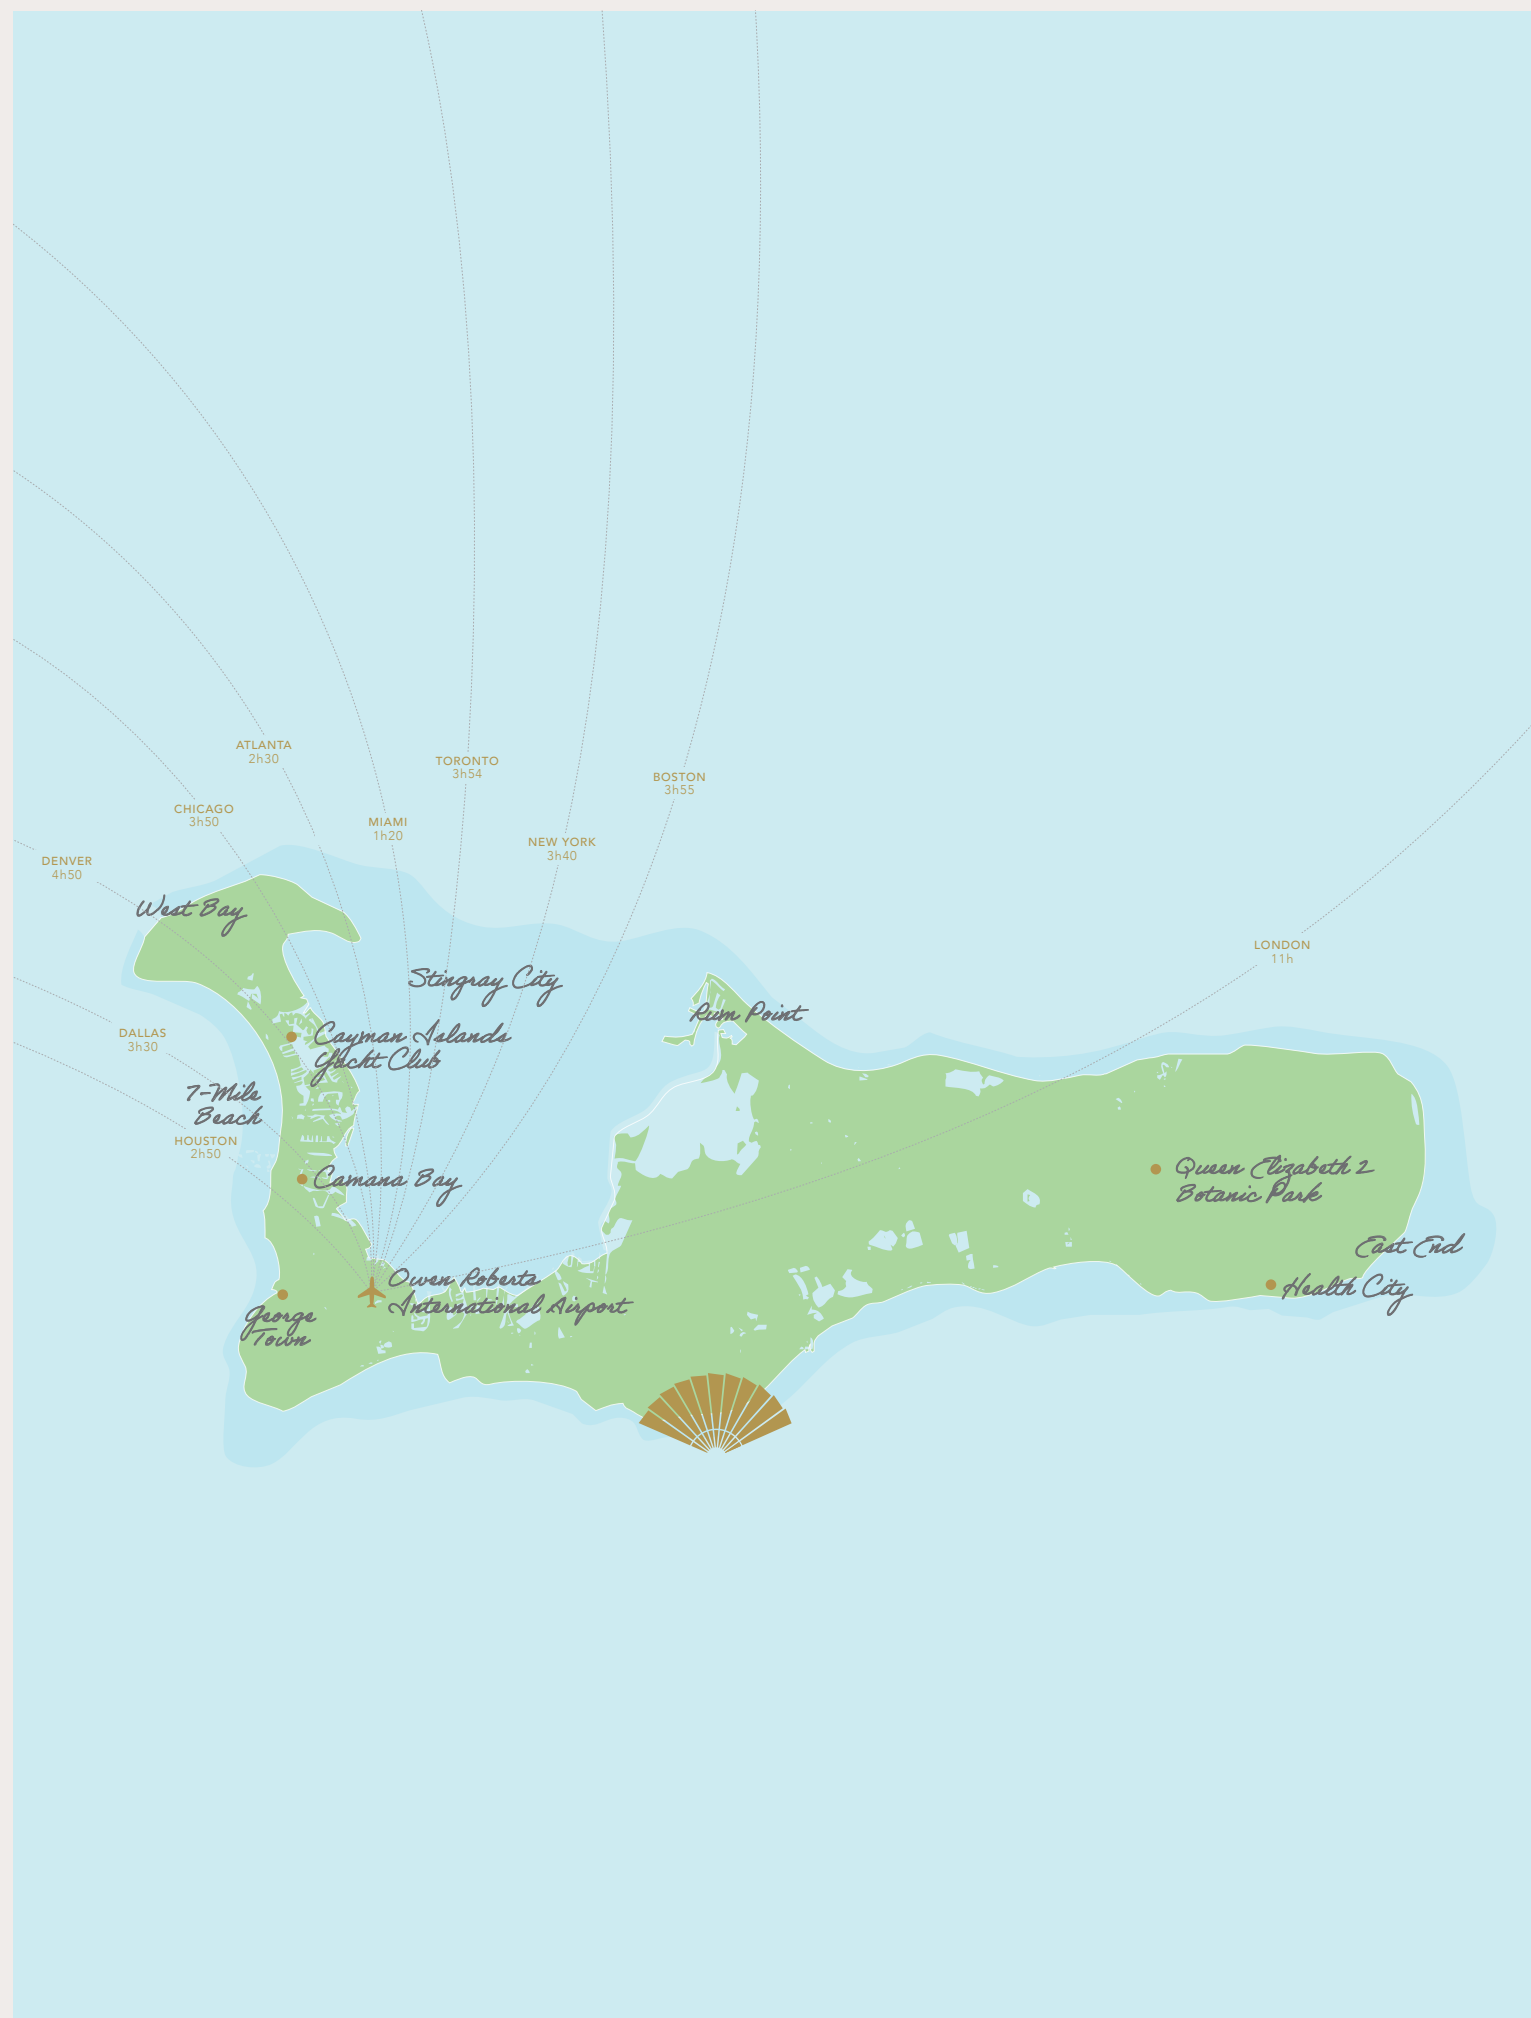 ATLANTA
2h30
TORONTO
3h54
BOSTON
3h55
CHICAGO
3h50
MIAMI
1h20
NEW YORK
3h40
DENVER
4h50
West Bay
LONDON
11h
Stingray City
Rum Point
Cayman Islands
Yacht Club
DALLAS
3h30
7-Mile
Beach
HOUSTON
2h50
Camana Bay
Queen Elizabeth 2
Botanic Park
East End
Health City
Owen Roberts
International Airport
George
Town